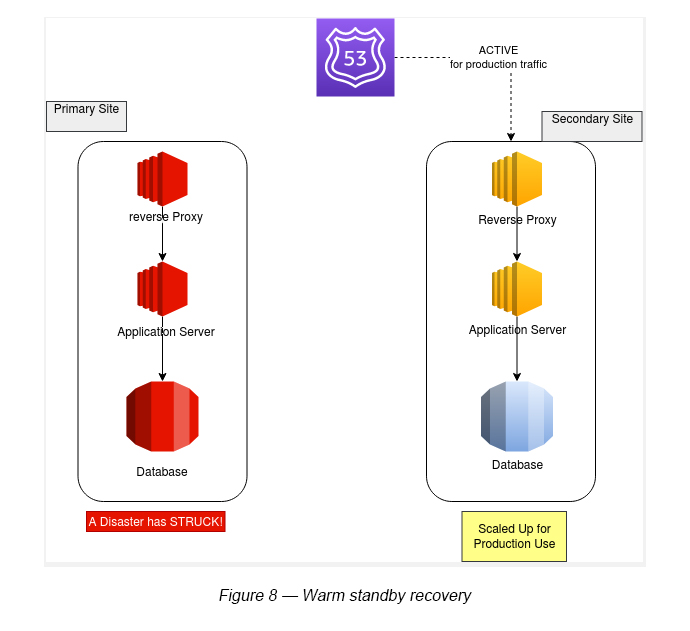 53
ACTIVE
for production traffic
Primary Site
Secondary Site
reverse Proxy
Reverse Proxy
Application Server
Application Server
Database
Database
A Disaster has STRUCK!
Scaled Up for
Production Use
Figure 8 — Warm standby recovery